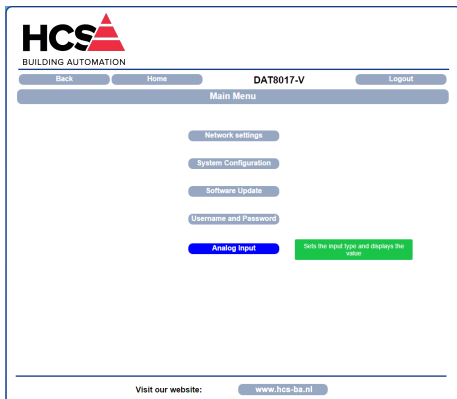 HCS
BUILDING AUTOMATION
Back Home DAT8017-V Logout
Main Menu
Network settings
System Configuration
Software Update
Username and Password
Analog Input
Sets the input type and displays the
value
Visit our website: www.hcs-ba.nl